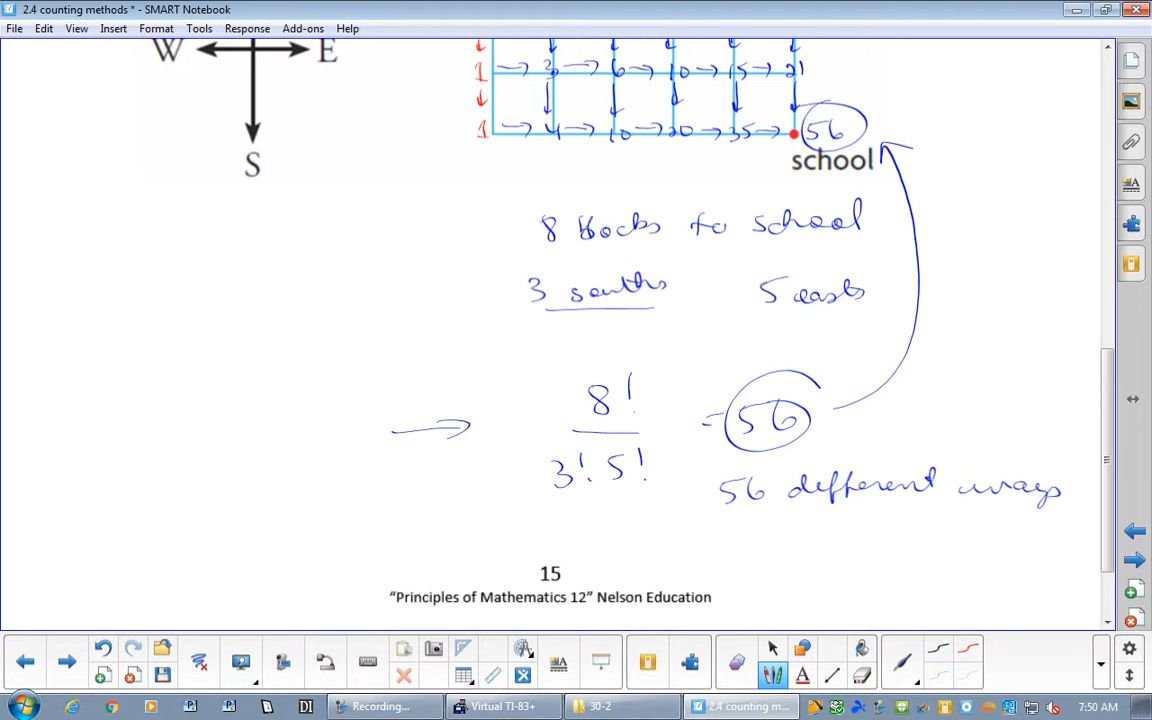 2.4 counting methods * - SMART Notebook
File Edit View Insert Format Tools Response Help
W E
S
1 → 3 → 6 → 10 → 15 → 21
1 → 4 → 10 → 20 → 35 → 56
school
8 blocks to school
3 souths 5 easts
→ 8! / 3!·5! = 56
56 different ways
15
"Principles of Mathematics 12" Nelson Education
Recording... Virtual TI-83+ 30-2 2.4 counting m... 7:50 AM